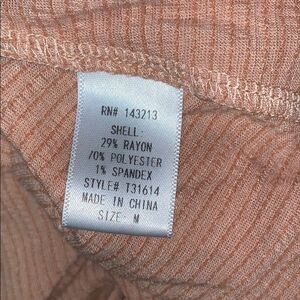 RN# 143213
SHELL:
29% RAYON
70% POLYESTER
1% SPANDEX
STYLE# T31614
MADE IN CHINA
SIZE: M